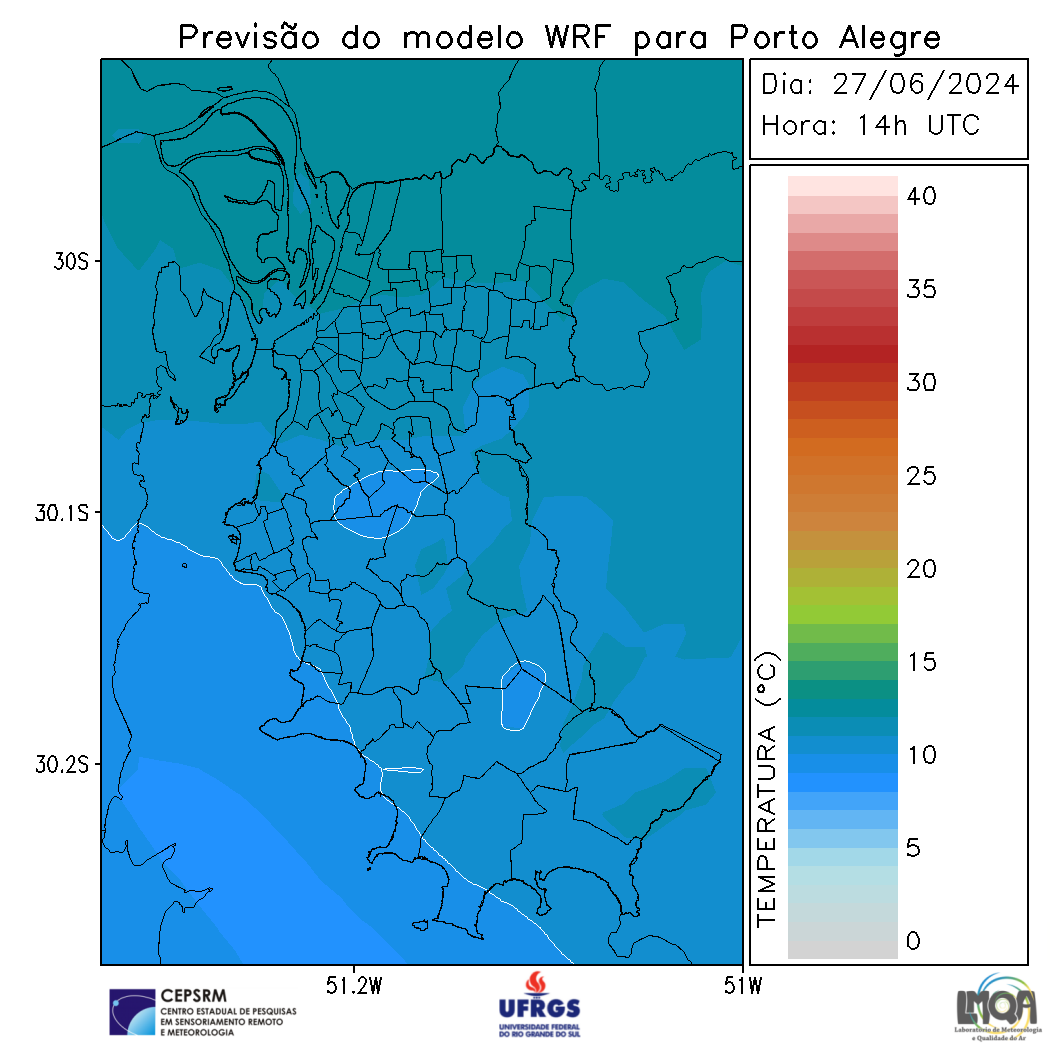 Previsão do modelo WRF para Porto Alegre
Dia: 27/06/2024
Hora: 14h UTC
40
35
30
25
20
15
10
5
0
TEMPERATURA (°C)
30S
30.1S
30.2S
51.2W
51W
CEPSRM
CENTRO ESTADUAL DE PESQUISAS
EM SENSORIAMENTO REMOTO
E METEOROLOGIA
UFRGS
UNIVERSIDADE FEDERAL
DO RIO GRANDE DO SUL
LMQA
Laboratório de Meteorologia
e Qualidade do Ar